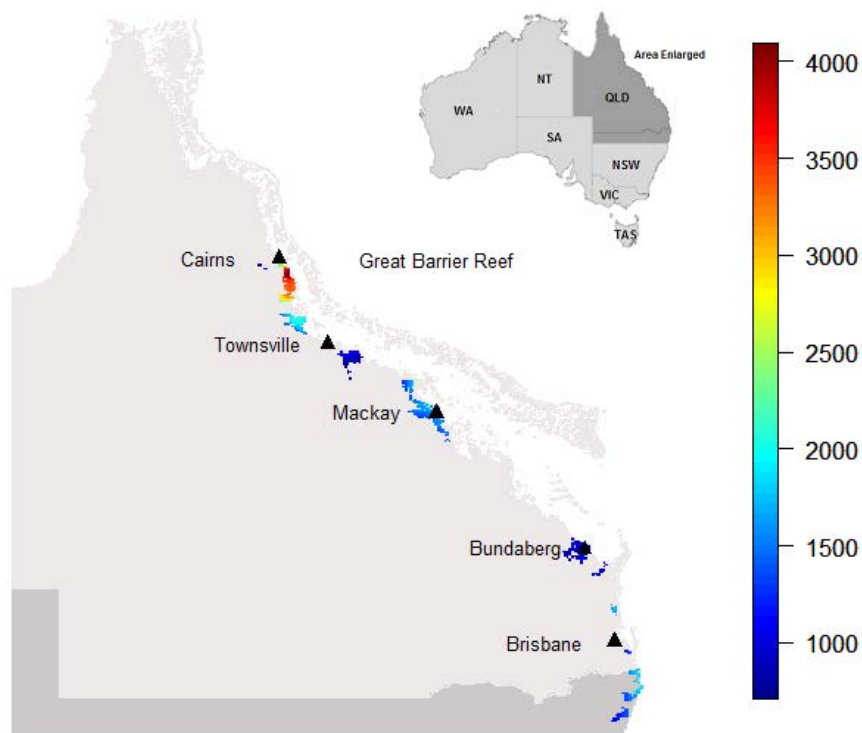 Area Enlarged
NT
QLD
WA
SA
NSW
VIC
TAS
Cairns
Great Barrier Reef
Townsville
Mackay
Bundaberg
Brisbane
4000
3500
3000
2500
2000
1500
1000